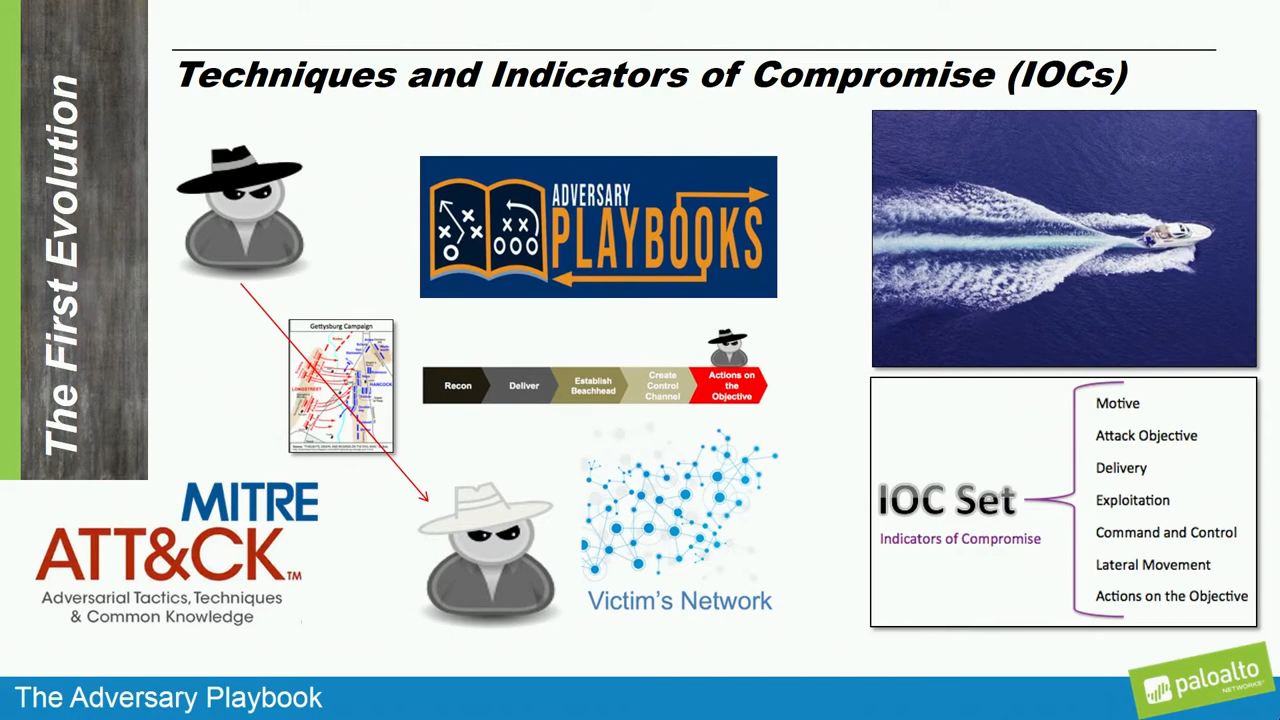 The First Evolution
Techniques and Indicators of Compromise (IOCs)
ADVERSARY
PLAYBOOKS
Gettysburg Campaign
LONGSTREET
HANCOCK
Recon
Deliver
Establish
Beachhead
Create
Control
Channel
Actions on
the
Objective
MITRE
ATT&CK™
Adversarial Tactics, Techniques
& Common Knowledge
Victim's Network
IOC Set
Indicators of Compromise
Motive
Attack Objective
Delivery
Exploitation
Command and Control
Lateral Movement
Actions on the Objective
The Adversary Playbook
paloalto
NETWORKS®